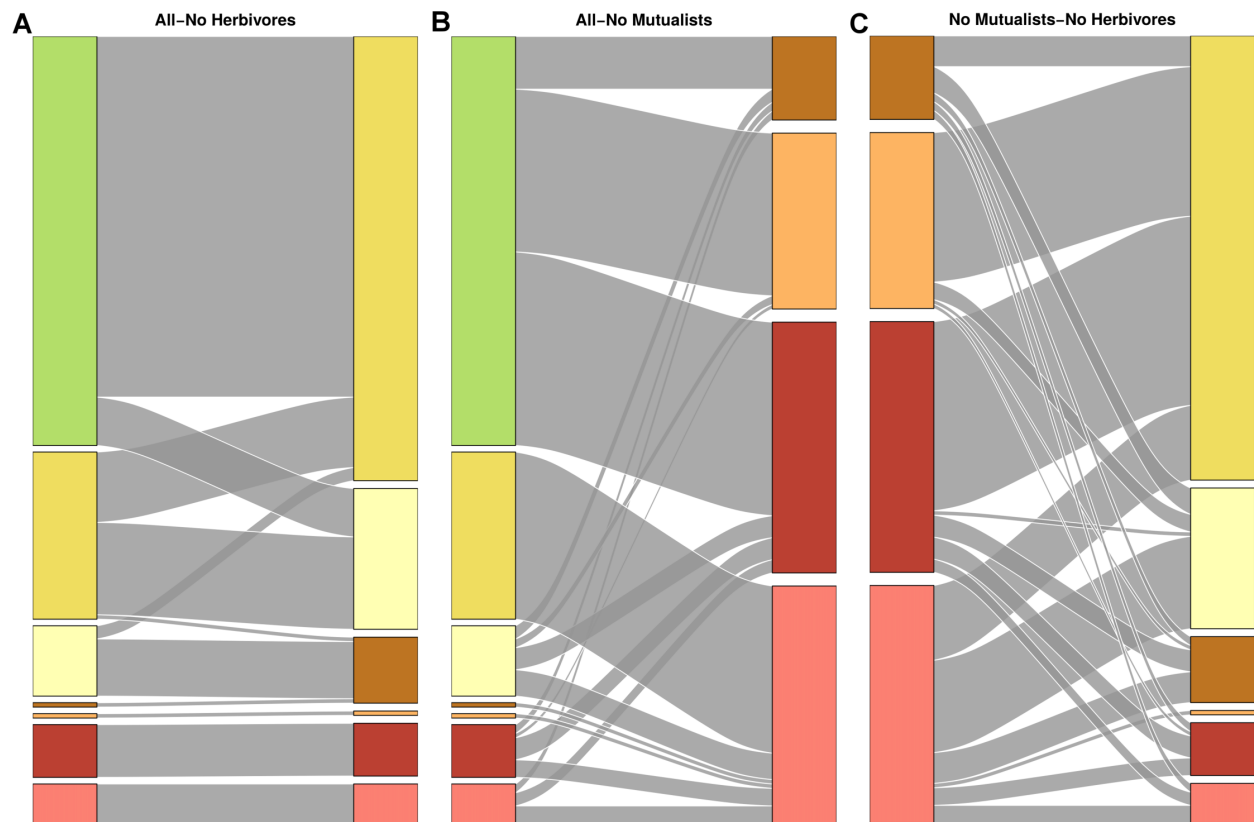 A
All–No Herbivores
B
All–No Mutualists
C
No Mutualists–No Herbivores